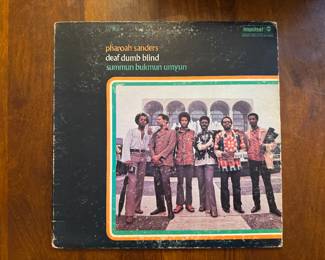 pharoah sanders
deaf dumb blind
summun bukmun umyun
impulse!